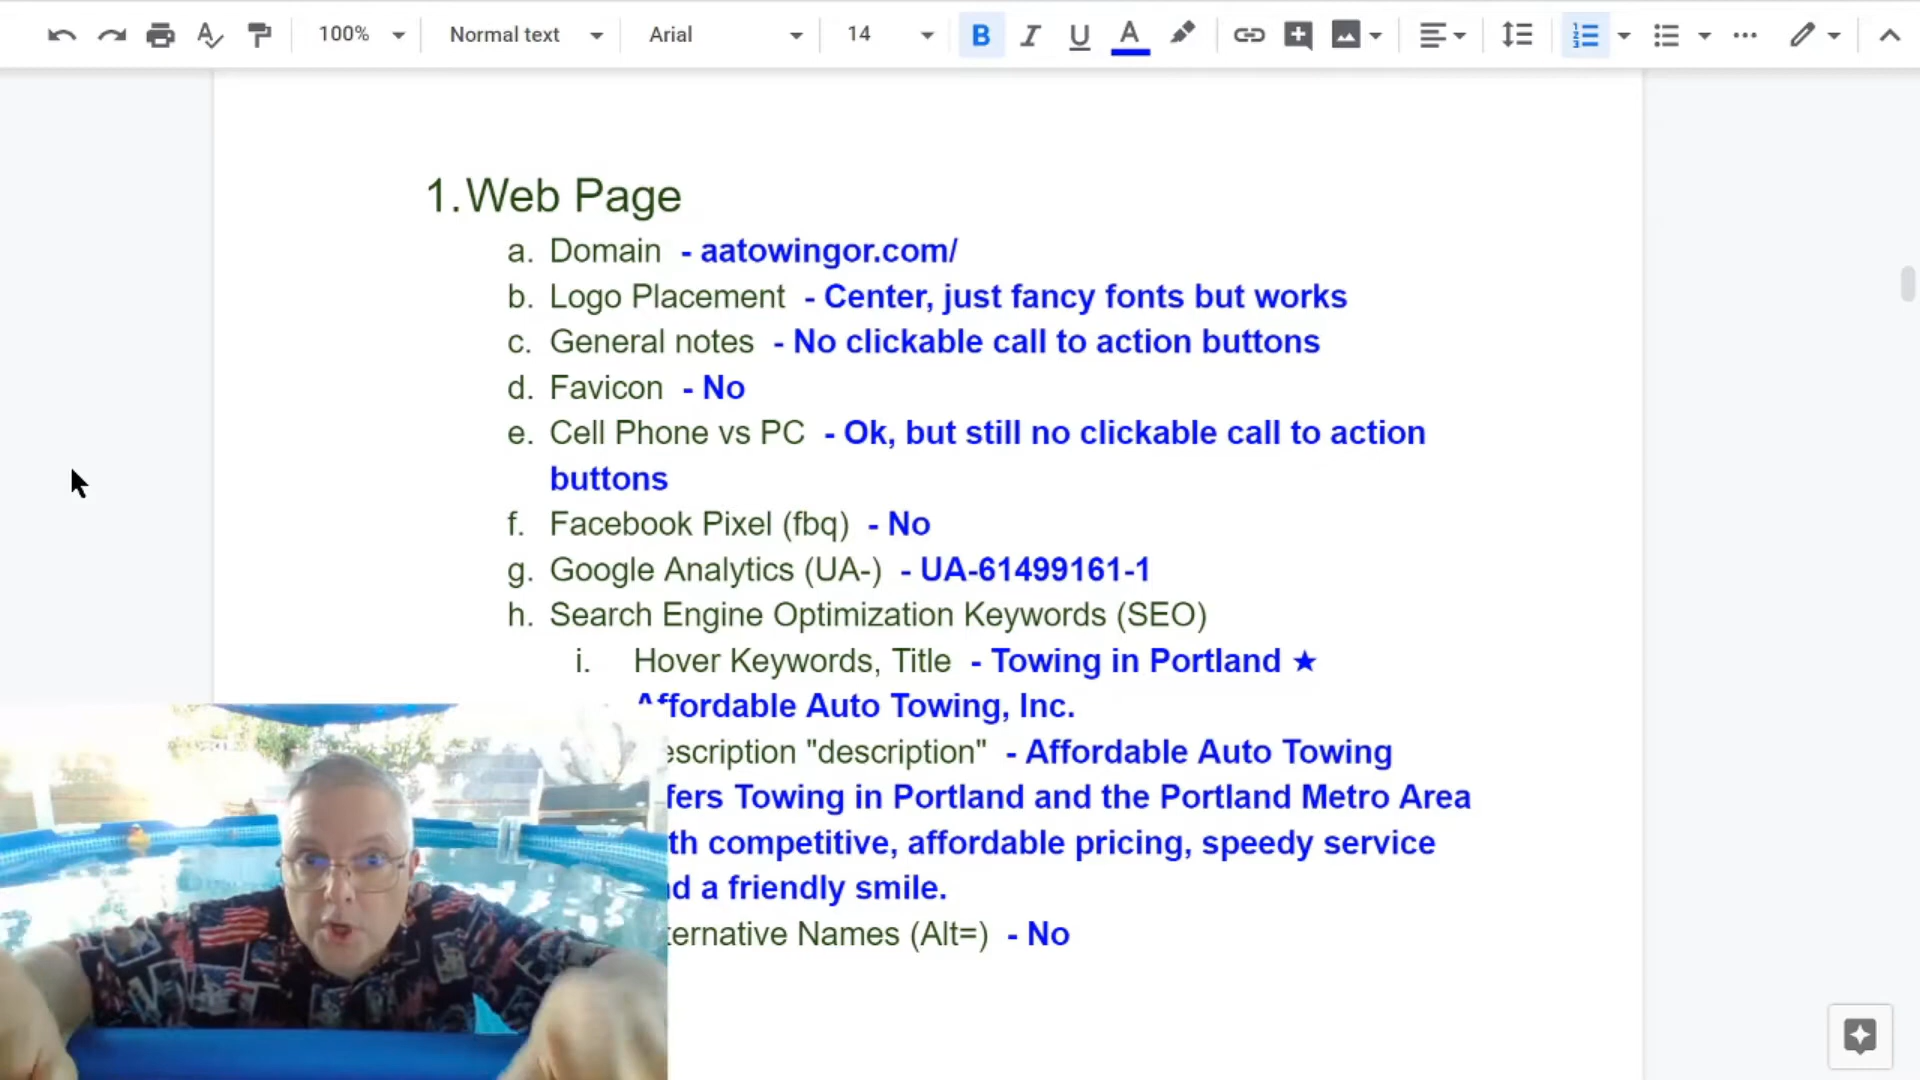 100% Normal text Arial 14
1. Web Page
a. Domain - aatowingor.com/
b. Logo Placement - Center, just fancy fonts but works
c. General notes - No clickable call to action buttons
d. Favicon - No
e. Cell Phone vs PC - Ok, but still no clickable call to action
buttons
f. Facebook Pixel (fbq) - No
g. Google Analytics (UA-) - UA-61499161-1
h. Search Engine Optimization Keywords (SEO)
i. Hover Keywords, Title - Towing in Portland ★
Affordable Auto Towing, Inc.
escription "description" - Affordable Auto Towing
fers Towing in Portland and the Portland Metro Area
th competitive, affordable pricing, speedy service
nd a friendly smile.
ternative Names (Alt=) - No